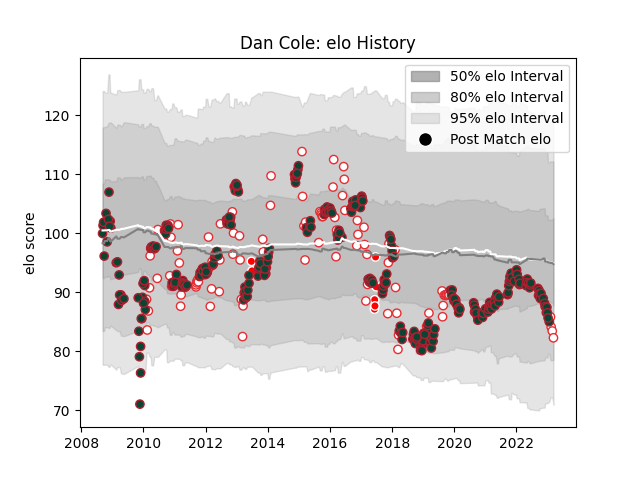 Dan Cole: elo History
50% elo Interval
80% elo Interval
95% elo Interval
Post Match elo
elo score
120
110
100
90
80
70
2008
2010
2012
2014
2016
2018
2020
2022